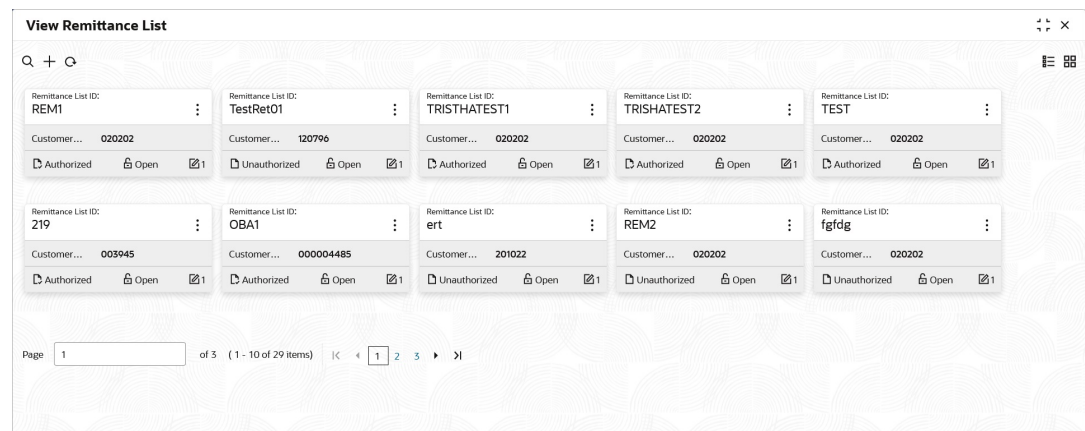 View Remittance List
Remittance List ID: Remittance List ID: Remittance List ID: Remittance List ID: Remittance List ID:
REM1 TestRet01 TRISTHATEST1 TRISHATEST2 TEST
Customer... 020202 Customer... 120796 Customer... 020202 Customer... 020202 Customer... 020202
Authorized Open 1 Unauthorized Open 1 Authorized Open 1 Authorized Open 1 Authorized Open 1
Remittance List ID: Remittance List ID: Remittance List ID: Remittance List ID: Remittance List ID:
219 OBA1 ert REM2 fgfdg
Customer... 003945 Customer... 000004485 Customer... 201022 Customer... 020202 Customer... 020202
Authorized Open 1 Authorized Open 1 Unauthorized Open 1 Unauthorized Open 1 Unauthorized Open 1
Page 1 of 3 (1 - 10 of 29 items) 1 2 3